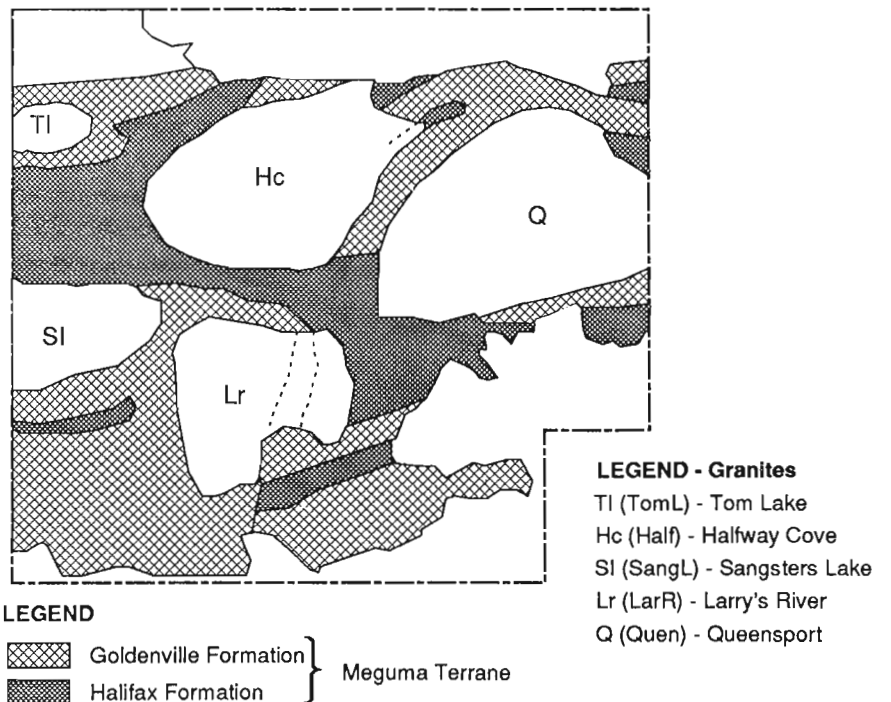 Tl
Hc
Q
Sl
Lr
LEGEND - Granites
Tl (TomL) - Tom Lake
Hc (Half) - Halfway Cove
Sl (SangL) - Sangsters Lake
Lr (LarR) - Larry's River
Q (Quen) - Queensport
LEGEND
Goldenville Formation
Halifax Formation
Meguma Terrane